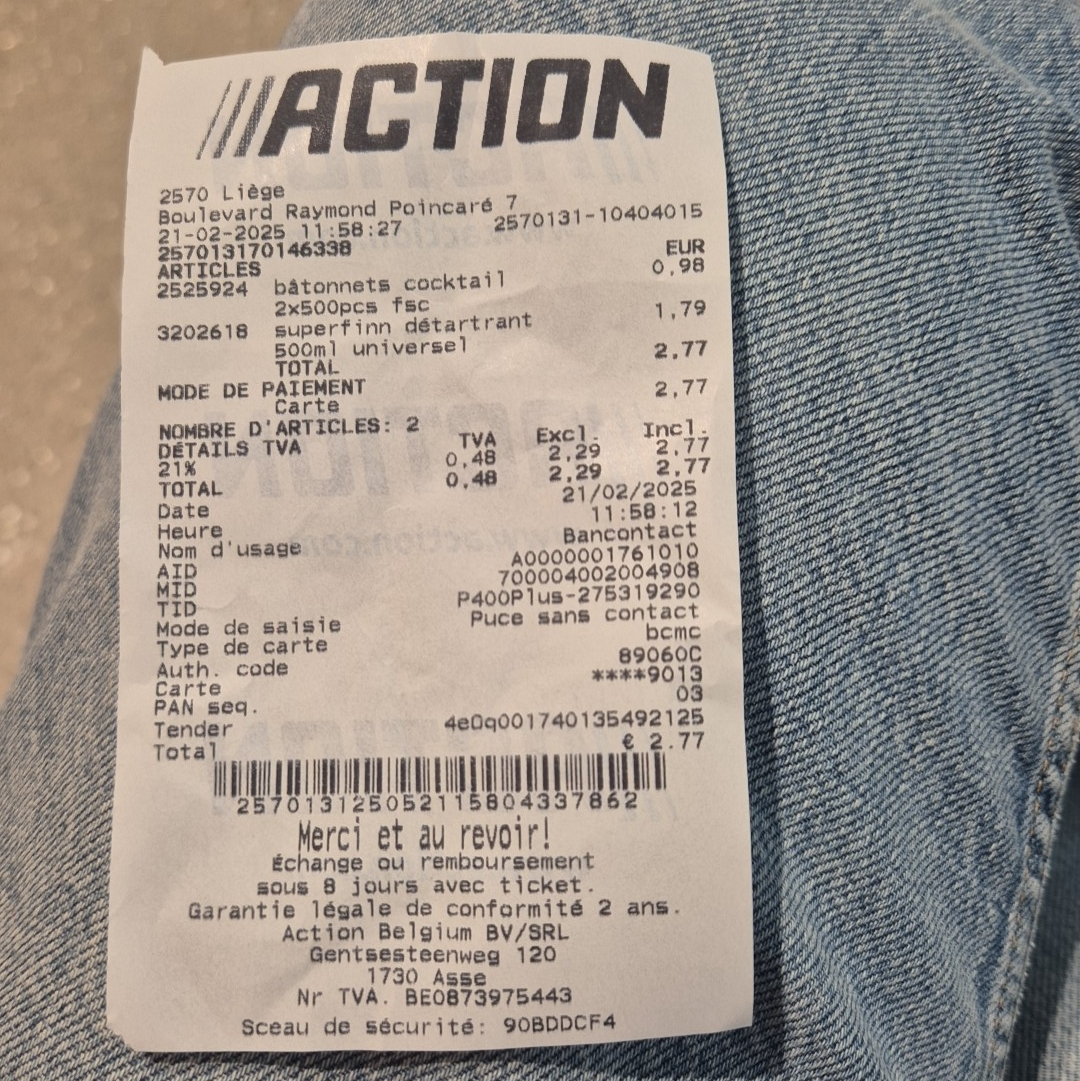 ///ACTION
2570 Liège
Boulevard Raymond Poincaré 7
21-02-2025 11:58:27 2570131-10404015
257013170146338
ARTICLES EUR
2525924 bâtonnets cocktail 0,98
2x500pcs fsc
3202618 superfinn détartrant 1,79
500ml universel
TOTAL 2,77
MODE DE PAIEMENT
Carte 2,77
NOMBRE D'ARTICLES: 2
DÉTAILS TVA TVA Excl. Incl.
21% 0,48 2,29 2,77
TOTAL 0,48 2,29 2,77
Date 21/02/2025
Heure 11:58:12
Nom d'usage Bancontact
AID A0000001761010
MID 700004002004908
TID P400Plus-275319290
Mode de saisie Puce sans contact
Type de carte bcmc
Auth. code 89060C
Carte ****9013
PAN seq. 03
Tender 4eQq001740135492125
Total € 2.77
257013125052115804337862
Merci et au revoir!
Échange ou remboursement
sous 8 jours avec ticket.
Garantie légale de conformité 2 ans.
Action Belgium BV/SRL
Gentsesteenweg 120
1730 Asse
Nr TVA. BE0873975443
Sceau de sécurité: 90BDDCF4